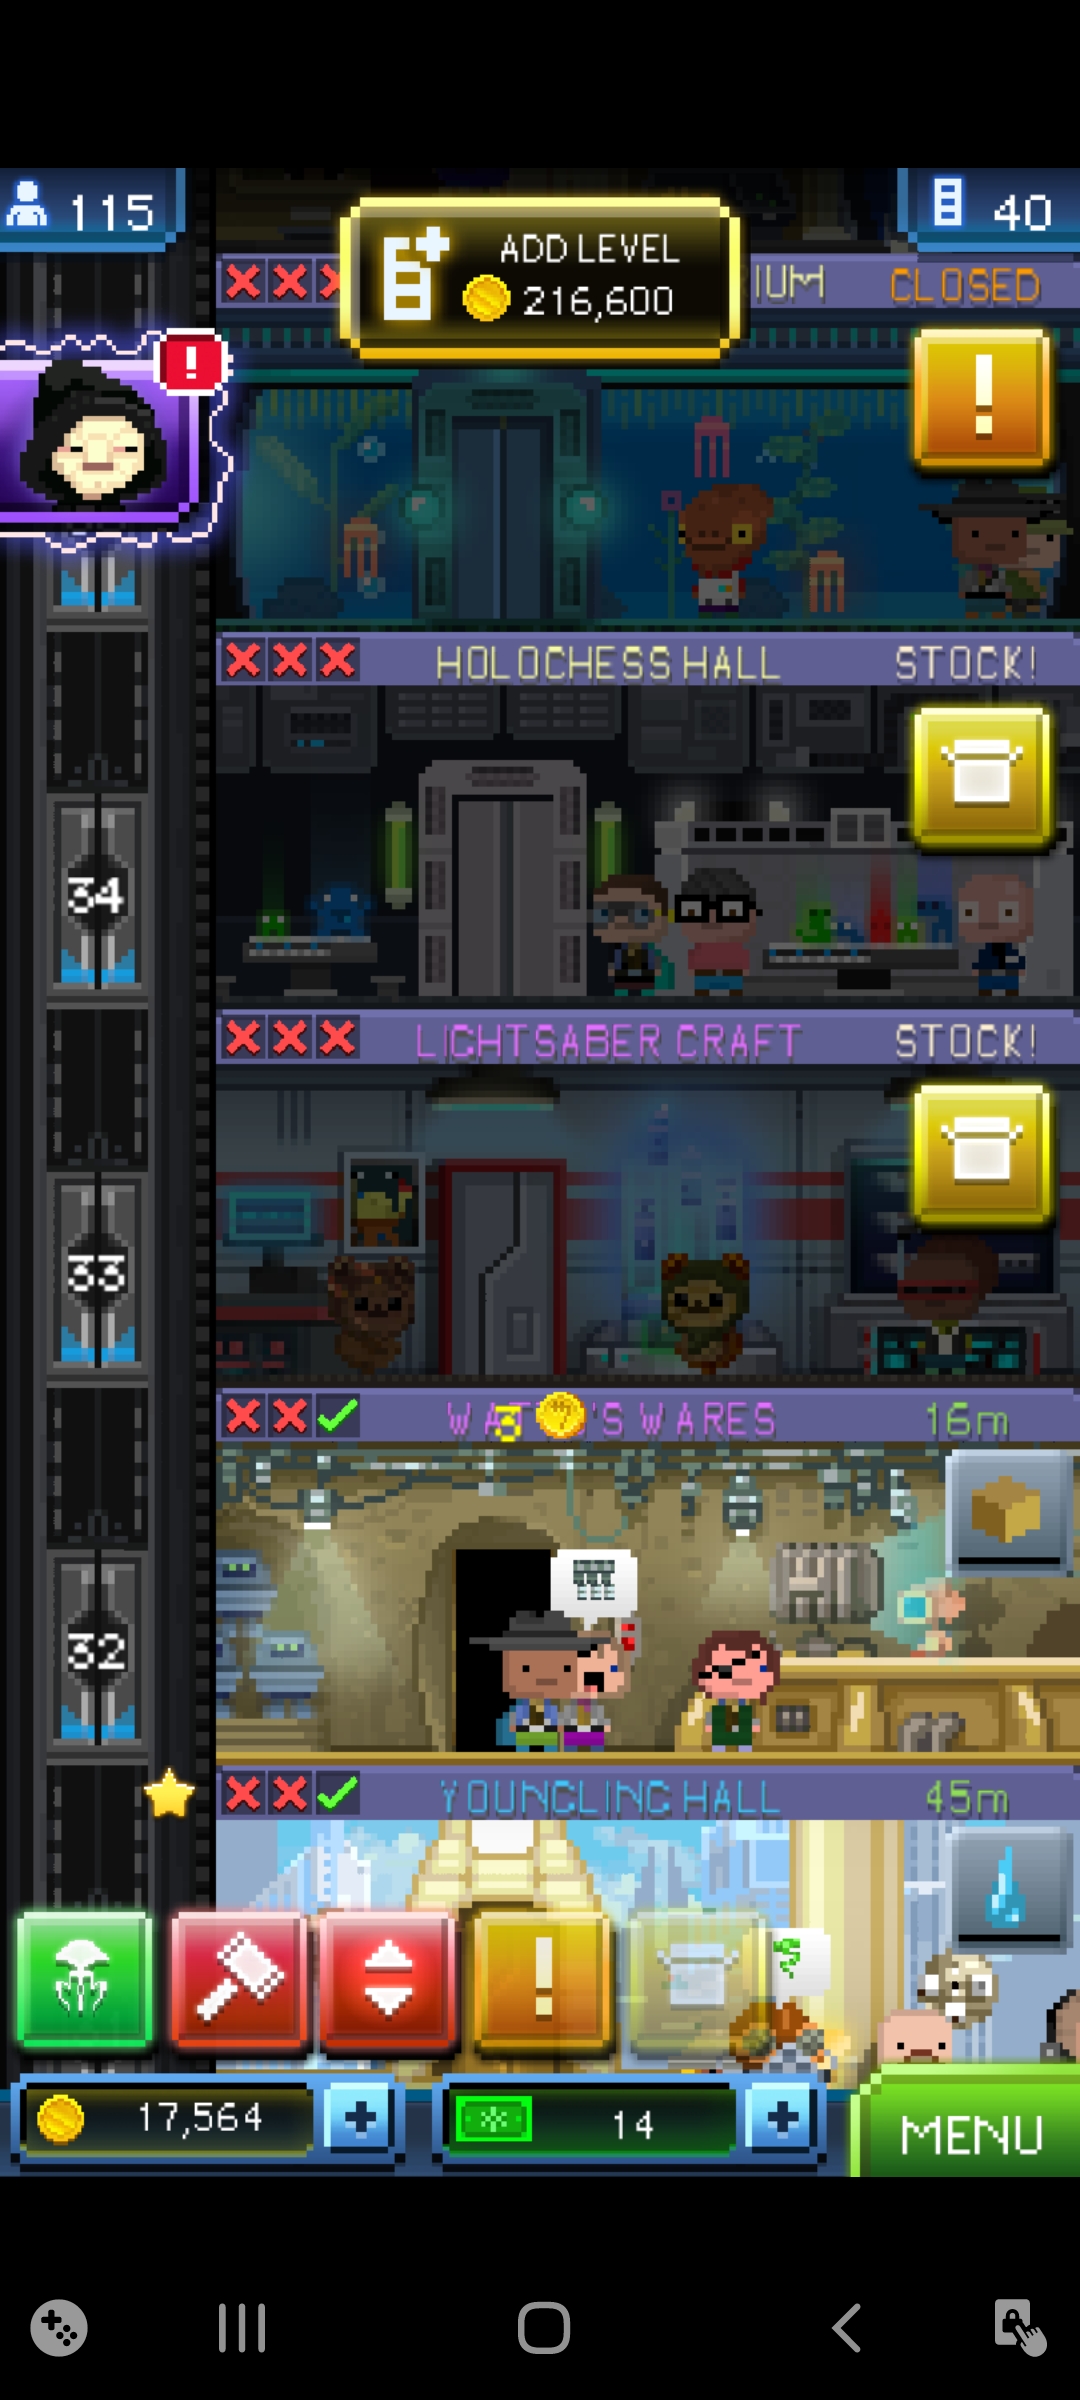 115
ADD LEVEL
216,600
40
IUM CLOSED
HOLOCHESS HALL STOCK!
34
LIGHTSABER CRAFT STOCK!
33
3 'S WARES 16m
32
YOUNGLING HALL 45m
17,564
14
MENU